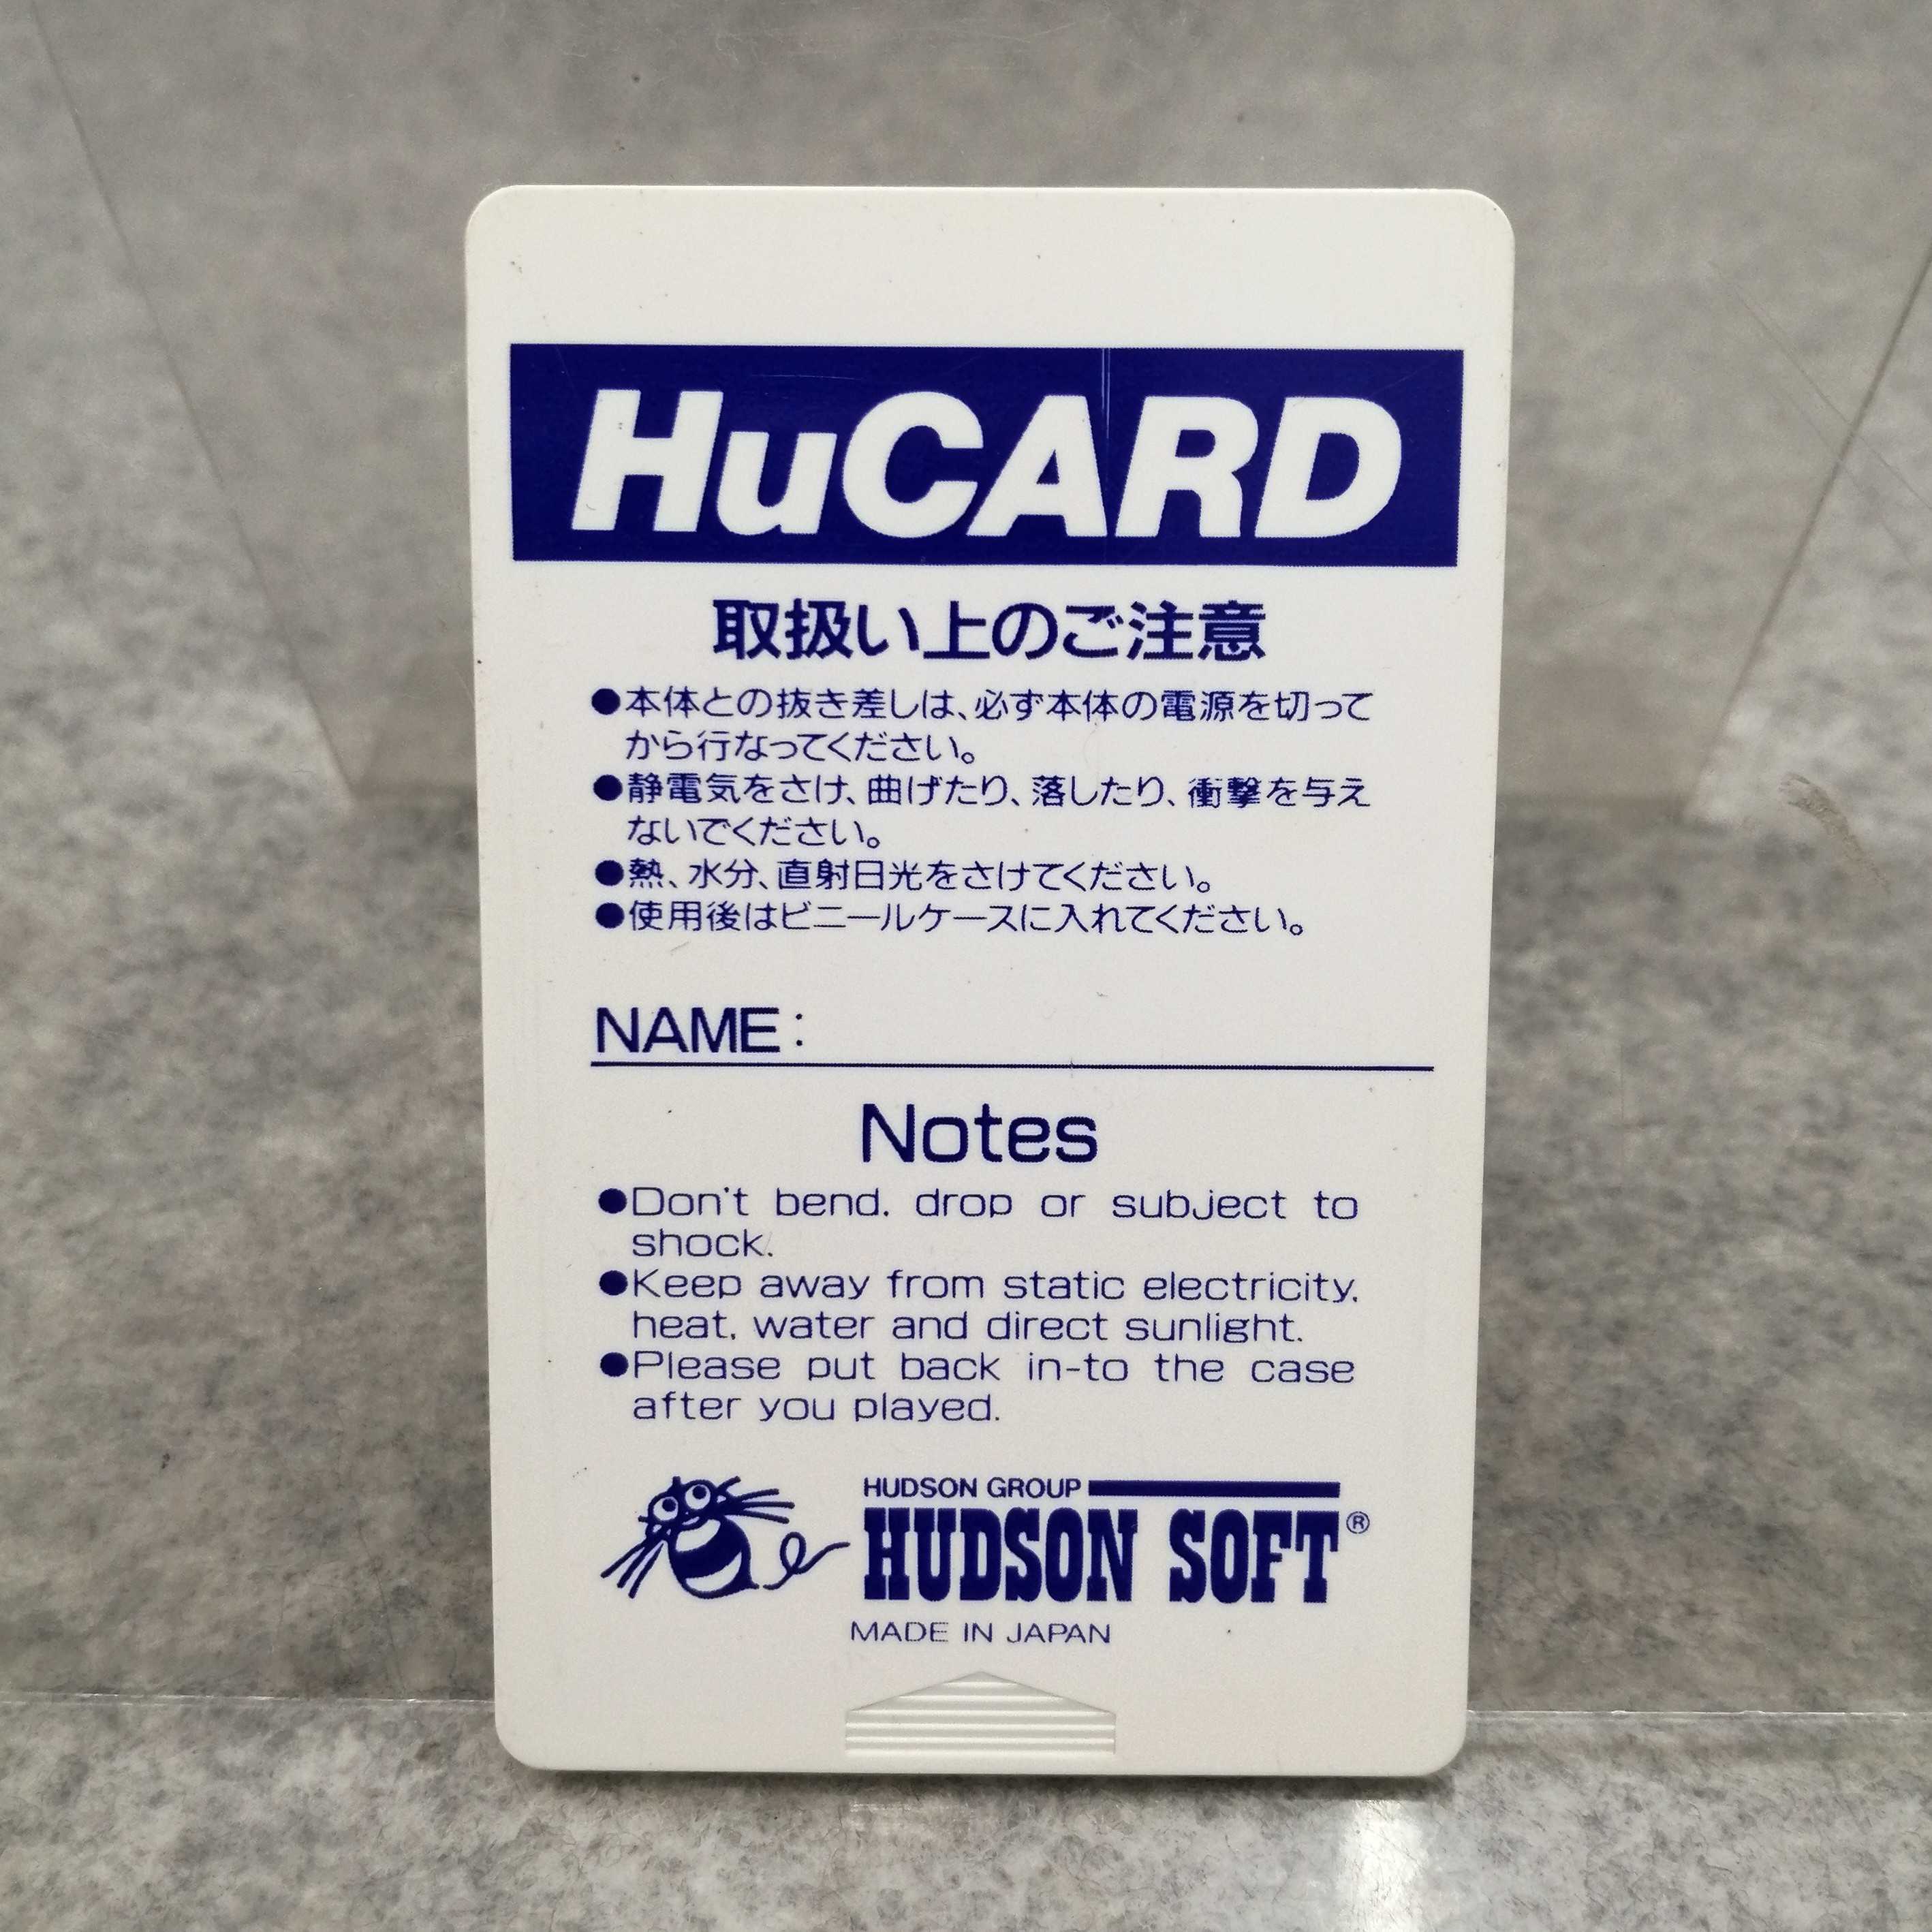 HuCARD
取扱い上のご注意
●本体との抜き差しは、必ず本体の電源を切って
から行なってください。
●静電気をさけ、曲げたり、落したり、衝撃を与え
ないでください。
●熱、水分、直射日光をさけてください。
●使用後はビニールケースに入れてください。
NAME:
Notes
●Don't bend, drop or subject to
shock.
●Keep away from static electricity,
heat, water and direct sunlight.
●Please put back in-to the case
after you played.
HUDSON GROUP
HUDSON SOFT®
MADE IN JAPAN